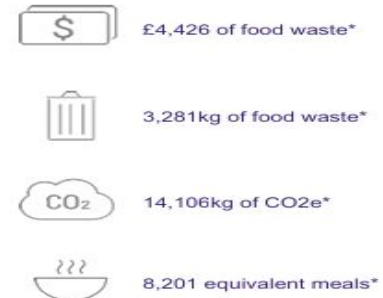 $
£4,426 of food waste*
3,281kg of food waste*
CO₂
14,106kg of CO2e*
8,201 equivalent meals*